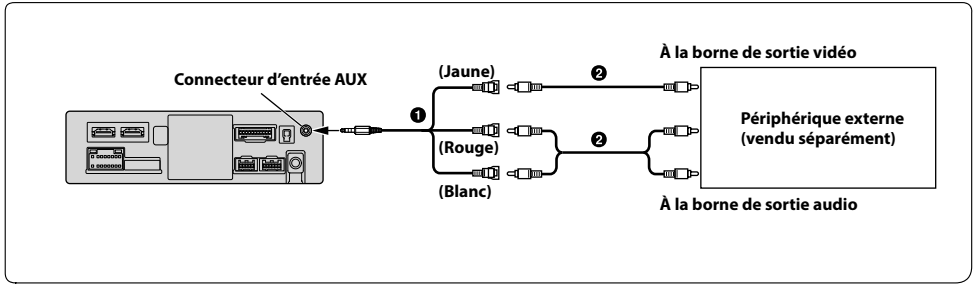 À la borne de sortie vidéo
Connecteur d'entrée AUX
(Jaune)
❷
❶
Périphérique externe
(vendu séparément)
(Rouge)
❷
(Blanc)
À la borne de sortie audio